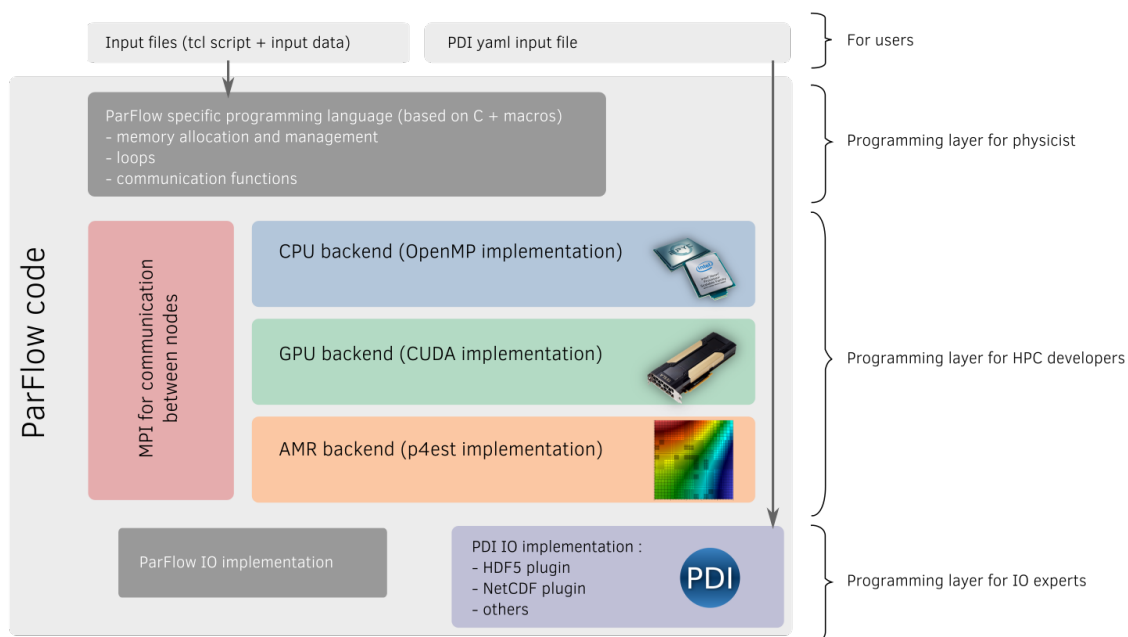 Input files (tcl script + input data)
PDI yaml input file
For users
ParFlow specific programming language (based on C + macros)
- memory allocation and management
- loops
- communication functions
Programming layer for physicist
ParFlow code
MPI for communication
between nodes
CPU backend (OpenMP implementation)
GPU backend (CUDA implementation)
AMR backend (p4est implementation)
Programming layer for HPC developers
ParFlow IO implementation
PDI IO implementation :
- HDF5 plugin
- NetCDF plugin
- others
PDI
Programming layer for IO experts